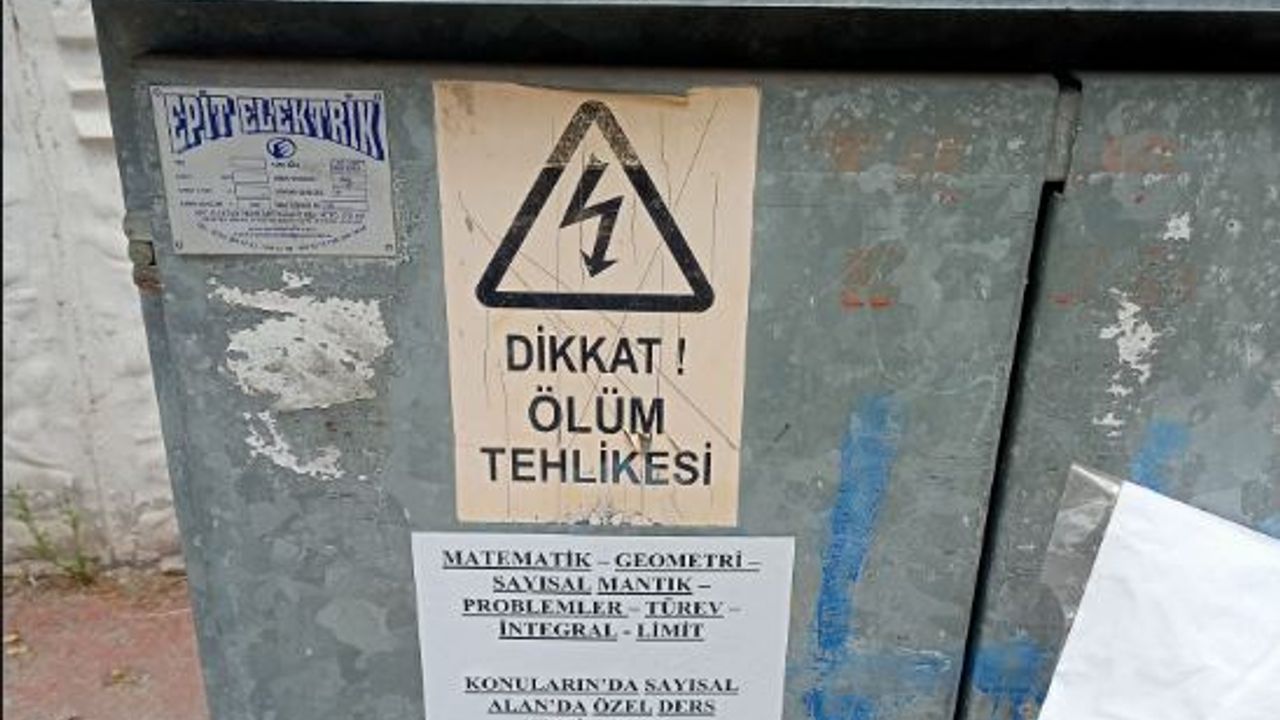 EPİT ELEKTRİK
DİKKAT !
ÖLÜM
TEHLİKESİ
MATEMATİK – GEOMETRİ –
SAYISAL MANTIK –
PROBLEMLER – TÜREV –
İNTEGRAL - LİMİT
KONULARIN'DA SAYISAL
ALAN'DA ÖZEL DERS